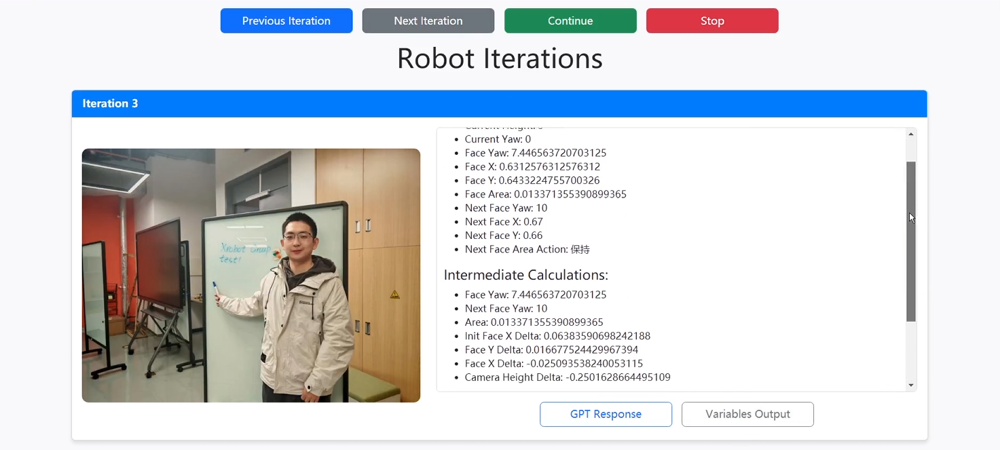 Previous Iteration
Next Iteration
Continue
Stop
Robot Iterations
Iteration 3
Xrobot Group
test!
Current Yaw: 0
Face Yaw: 7.446563720703125
Face X: 0.6312576312576312
Face Y: 0.6433224755700326
Face Area: 0.013371355390899365
Next Face Yaw: 10
Next Face X: 0.67
Next Face Y: 0.66
Next Face Area Action: 保持
Intermediate Calculations:
Face Yaw: 7.446563720703125
Next Face Yaw: 10
Area: 0.013371355390899365
Init Face X Delta: 0.06383590698242188
Face Y Delta: 0.016677524429967394
Face X Delta: -0.025093538240053115
Camera Height Delta: -0.2501628664495109
GPT Response
Variables Output